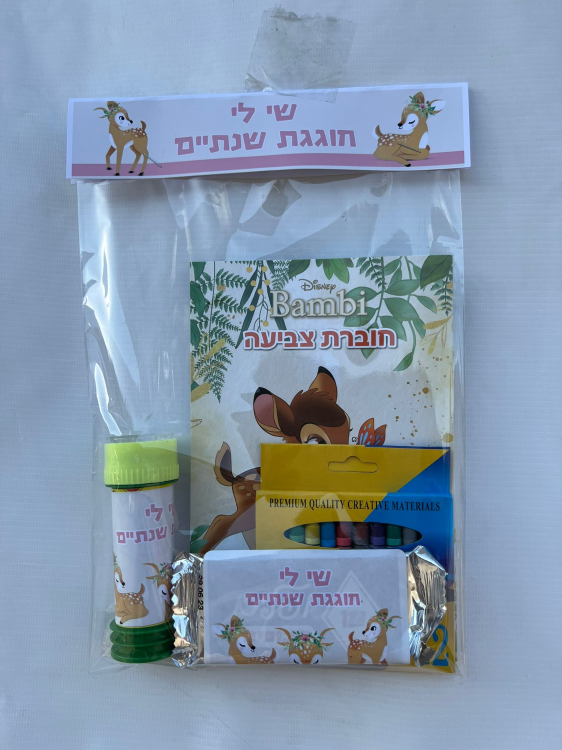 שי לי
חוגגת שנתיים
Disney
Bambi
חוברת צביעה
PREMIUM QUALITY CREATIVE MATERIALS
שי לי
חוגגת שנתיים
שי לי
חוגגת שנתיים
2